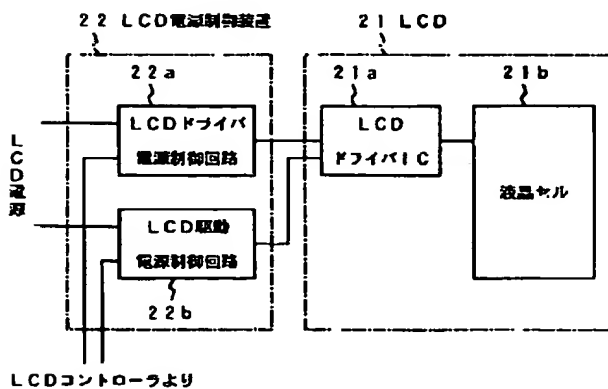 22 LCD電源制御装置
21 LCD
22a
21a
21b
LCDドライバ
電源制御回路
LCD
ドライバIC
液晶セル
LCD電源
LCD駆動
電源制御回路
22b
LCDコントローラより